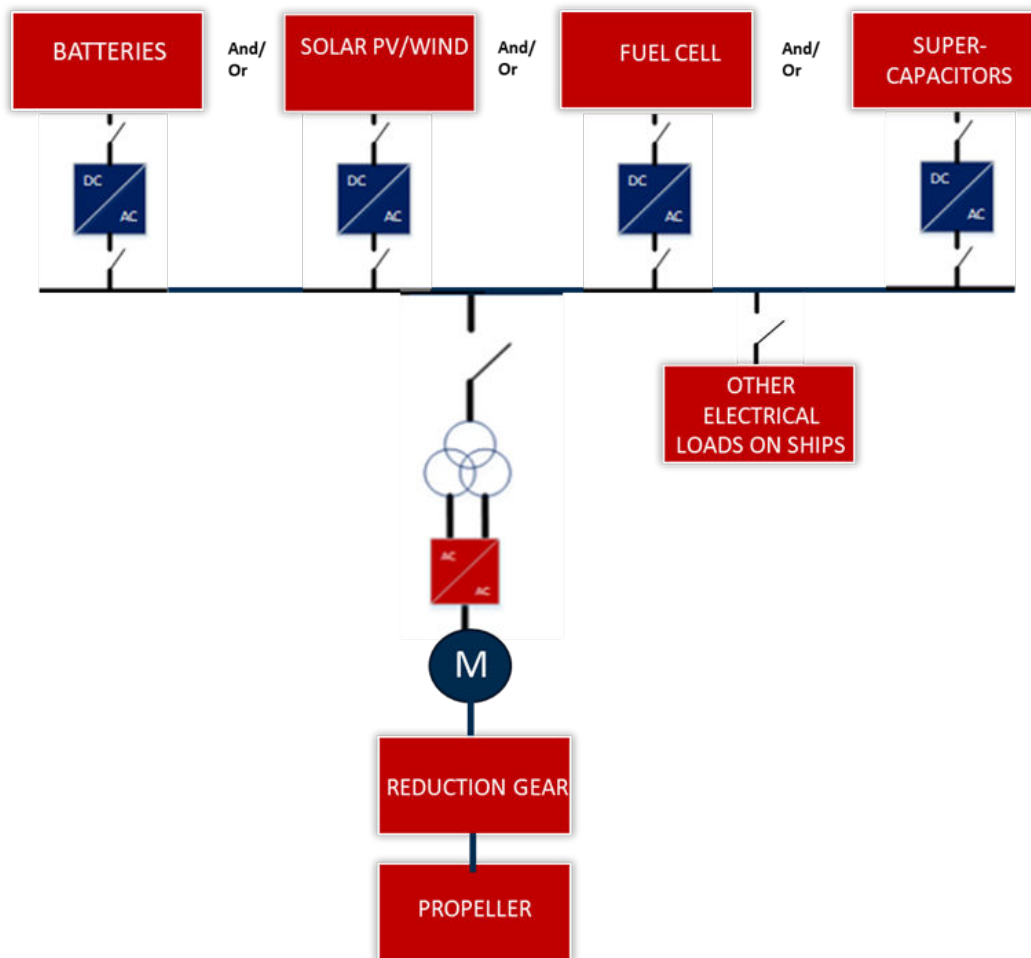 BATTERIES
And/
Or
SOLAR PV/WIND
And/
Or
FUEL CELL
And/
Or
SUPER-
CAPACITORS
DC
AC
DC
AC
DC
AC
DC
AC
OTHER
ELECTRICAL
LOADS ON SHIPS
AC
AC
M
REDUCTION GEAR
PROPELLER